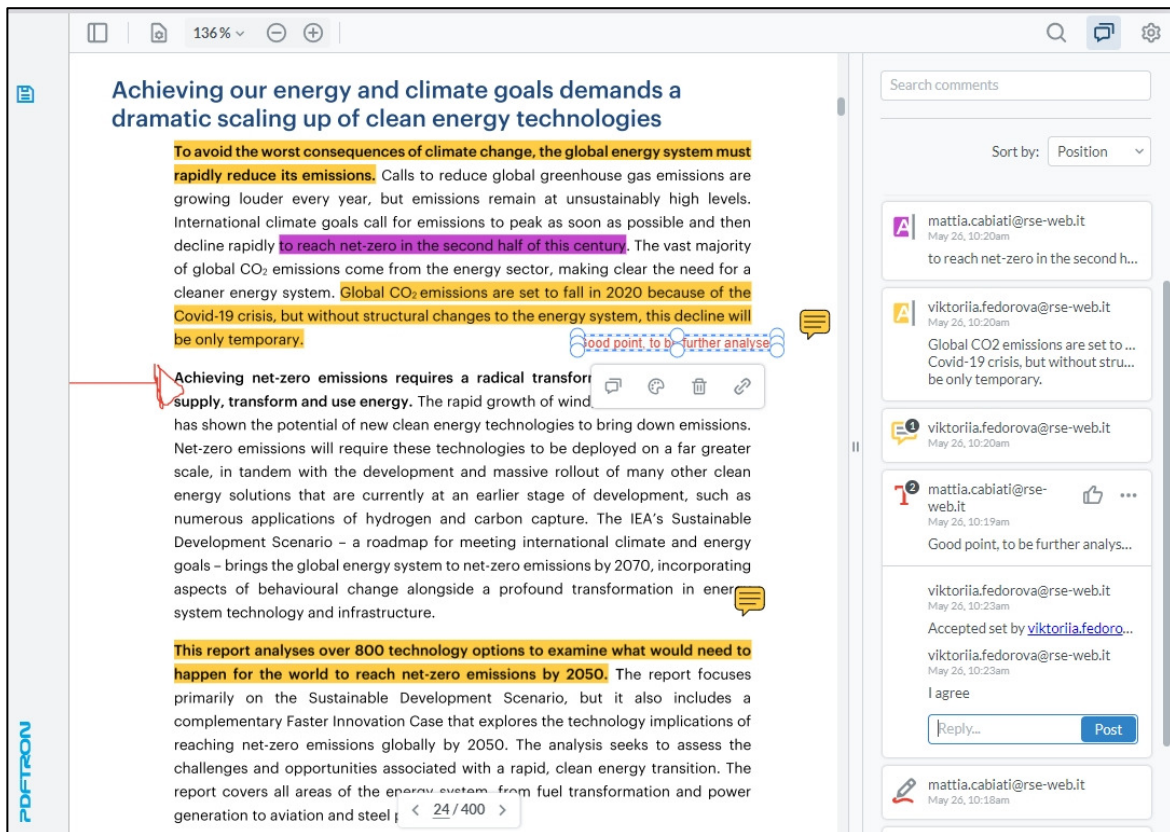 136%
Achieving our energy and climate goals demands a
dramatic scaling up of clean energy technologies
To avoid the worst consequences of climate change, the global energy system must
rapidly reduce its emissions. Calls to reduce global greenhouse gas emissions are
growing louder every year, but emissions remain at unsustainably high levels.
International climate goals call for emissions to peak as soon as possible and then
decline rapidly to reach net-zero in the second half of this century. The vast majority
of global CO₂ emissions come from the energy sector, making clear the need for a
cleaner energy system. Global CO₂ emissions are set to fall in 2020 because of the
Covid-19 crisis, but without structural changes to the energy system, this decline will
be only temporary.
Good point, to be further analyse
Achieving net-zero emissions requires a radical transfor
supply, transform and use energy. The rapid growth of wind
has shown the potential of new clean energy technologies to bring down emissions.
Net-zero emissions will require these technologies to be deployed on a far greater
scale, in tandem with the development and massive rollout of many other clean
energy solutions that are currently at an earlier stage of development, such as
numerous applications of hydrogen and carbon capture. The IEA's Sustainable
Development Scenario – a roadmap for meeting international climate and energy
goals – brings the global energy system to net-zero emissions by 2070, incorporating
aspects of behavioural change alongside a profound transformation in energy
system technology and infrastructure.
This report analyses over 800 technology options to examine what would need to
happen for the world to reach net-zero emissions by 2050. The report focuses
primarily on the Sustainable Development Scenario, but it also includes a
complementary Faster Innovation Case that explores the technology implications of
reaching net-zero emissions globally by 2050. The analysis seeks to assess the
challenges and opportunities associated with a rapid, clean energy transition. The
report covers all areas of the energy system, from fuel transformation and power
generation to aviation and steel
24 / 400
PDFTRON
Search comments
Sort by: Position
mattia.cabiati@rse-web.it
May 26, 10:20am
to reach net-zero in the second h...
viktoriia.fedorova@rse-web.it
May 26, 10:20am
Global CO2 emissions are set to ...
Covid-19 crisis, but without stru...
be only temporary.
1
viktoriia.fedorova@rse-web.it
May 26, 10:20am
2
mattia.cabiati@rse-
web.it
May 26, 10:19am
Good point, to be further analys...
viktoriia.fedorova@rse-web.it
May 26, 10:23am
Accepted set by viktoriia.fedoro...
viktoriia.fedorova@rse-web.it
May 26, 10:23am
I agree
Reply... Post
mattia.cabiati@rse-web.it
May 26, 10:18am